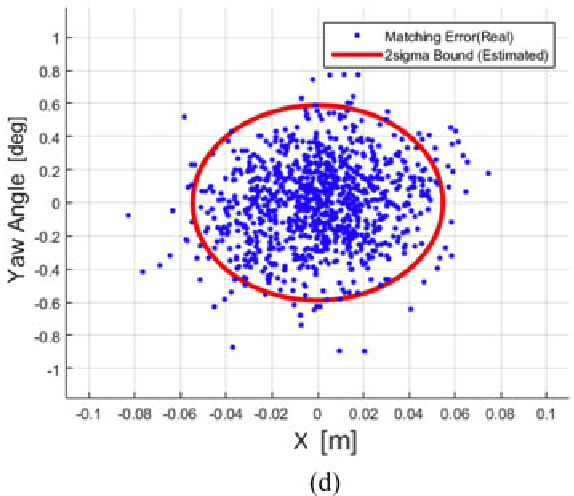 Matching Error(Real)
2sigma Bound (Estimated)
1
0.8
0.6
0.4
0.2
0
-0.2
-0.4
-0.6
-0.8
-1
Yaw Angle [deg]
-0.1 -0.08 -0.06 -0.04 -0.02 0 0.02 0.04 0.06 0.08 0.1
X [m]
(d)